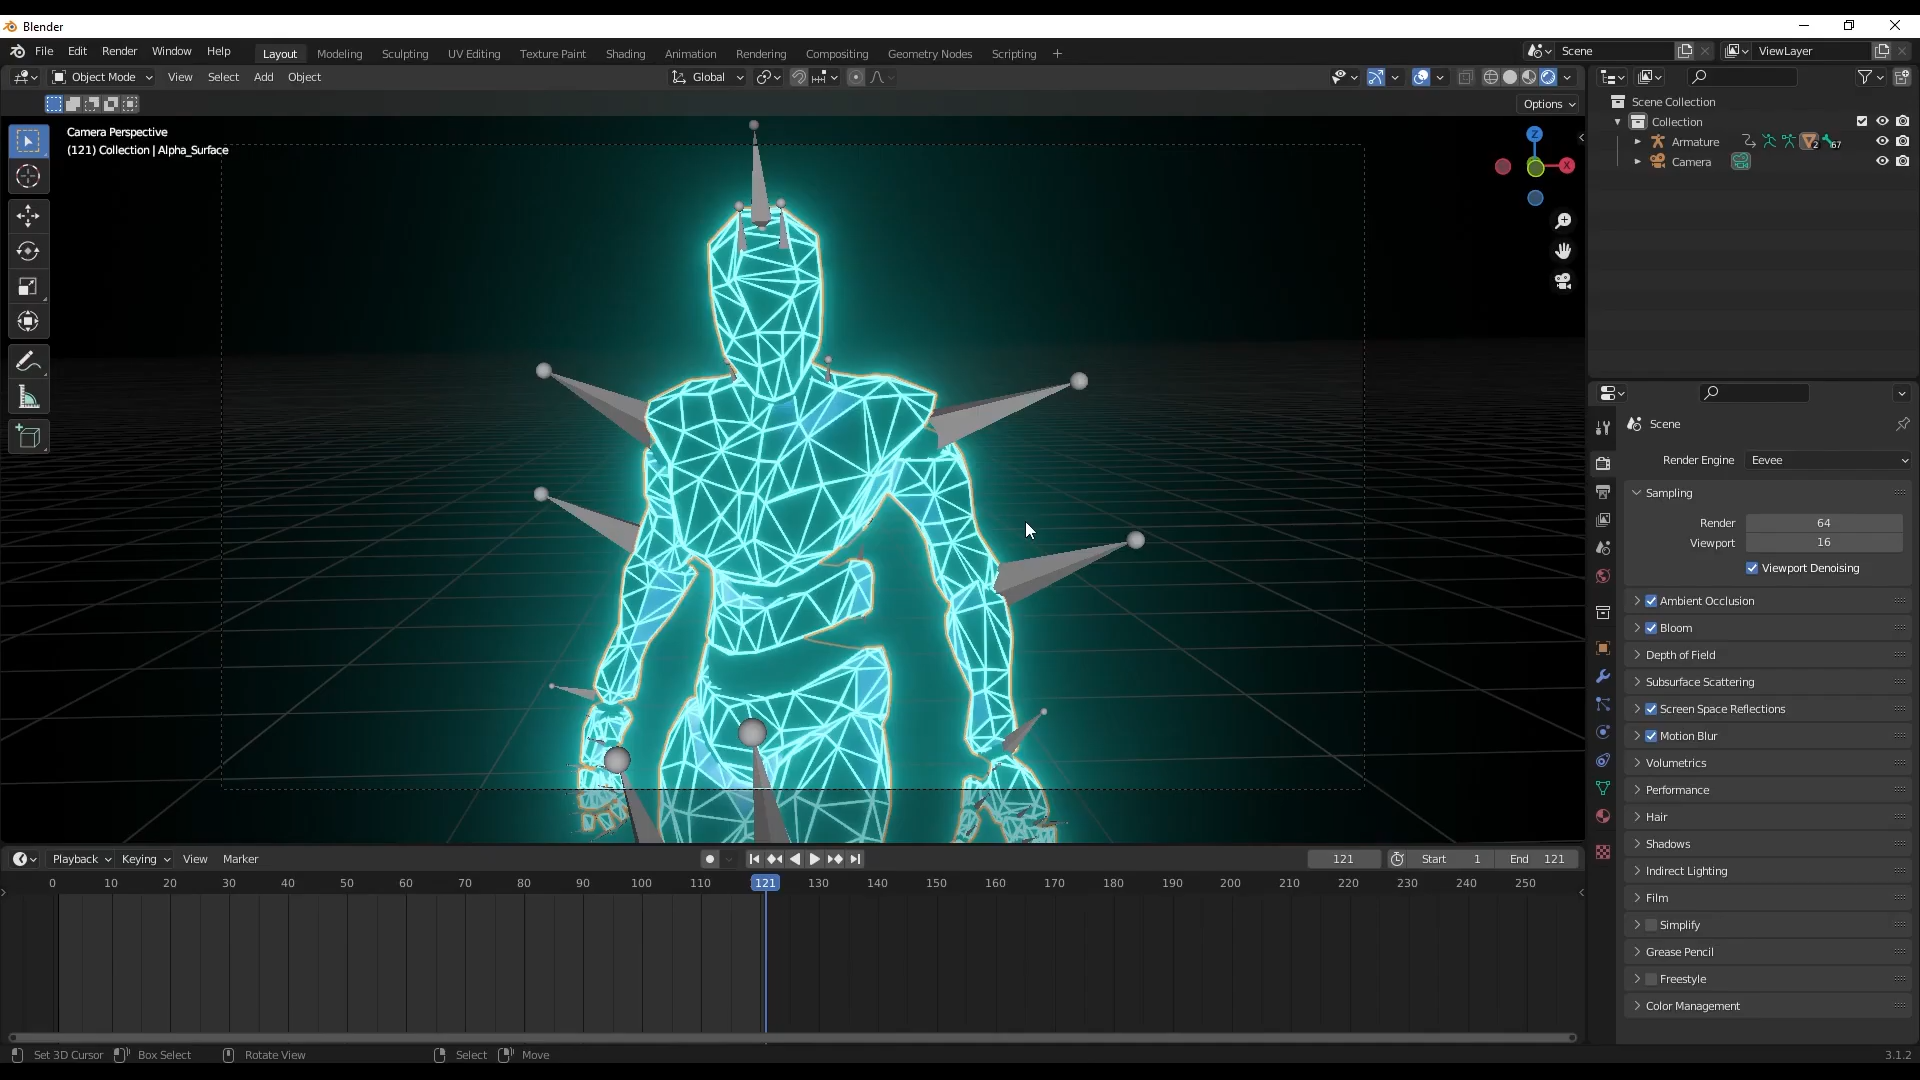 Blender
File Edit Render Window Help Layout Modeling Sculpting UV Editing Texture Paint Shading Animation Rendering Compositing Geometry Nodes Scripting + Scene ViewLayer
Object Mode View Select Add Object Global
Options
Camera Perspective
(121) Collection | Alpha_Surface
Z
X
Scene Collection
Collection
Armature 2 67
Camera
Scene
Render Engine Eevee
Sampling
Render 64
Viewport 16
Viewport Denoising
Ambient Occlusion
Bloom
Depth of Field
Subsurface Scattering
Screen Space Reflections
Motion Blur
Volumetrics
Performance
Hair
Shadows
Indirect Lighting
Film
Simplify
Grease Pencil
Freestyle
Color Management
Playback Keying View Marker 121 Start 1 End 121
0 10 20 30 40 50 60 70 80 90 100 110 121 130 140 150 160 170 180 190 200 210 220 230 240 250
Set 3D Cursor Box Select Rotate View Select Move 3.1.2